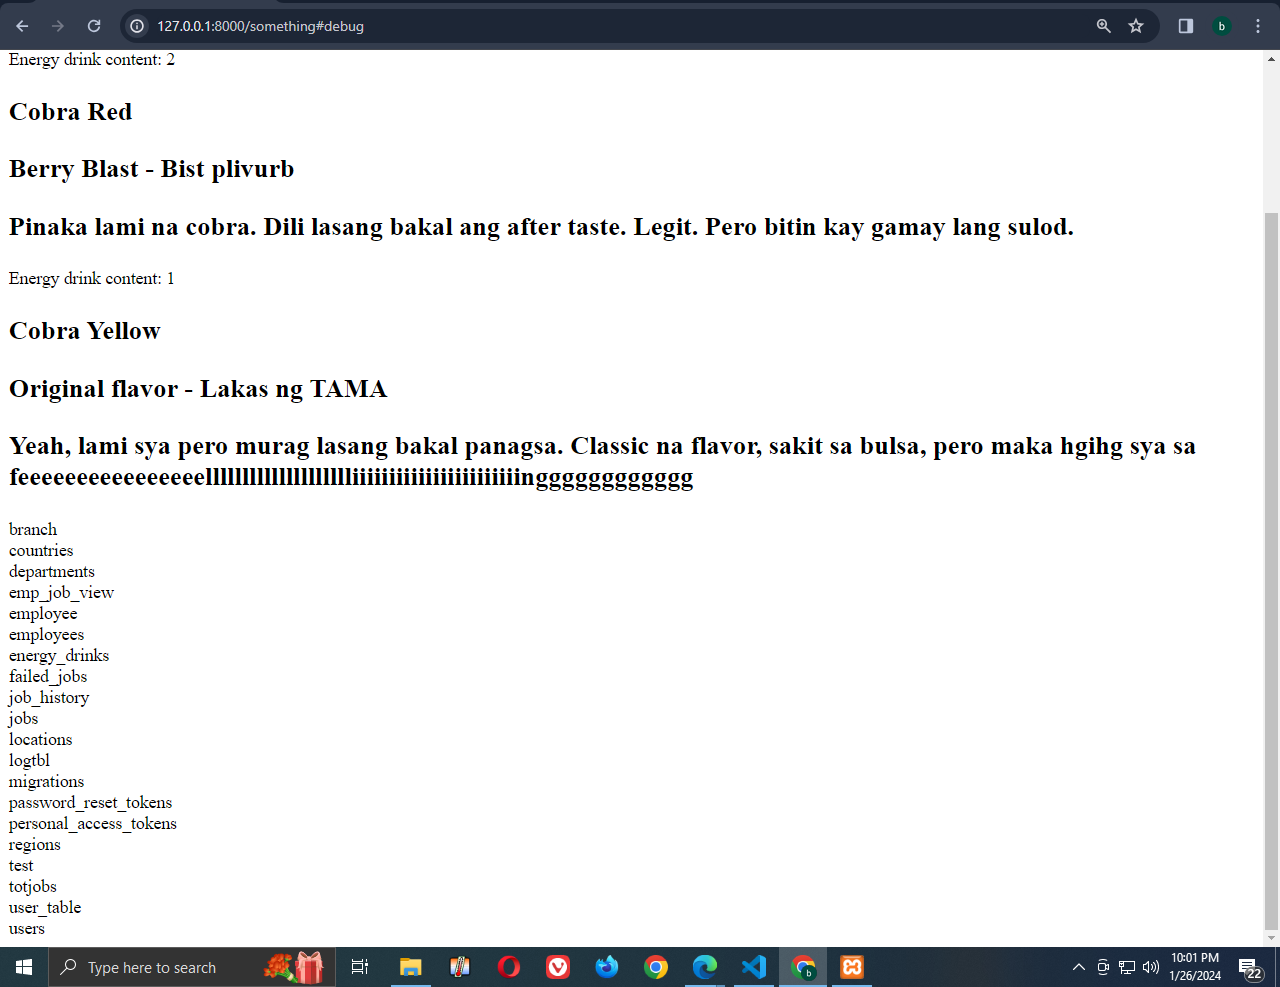 127.0.0.1:8000/something#debug
b
Energy drink content: 2
Cobra Red
Berry Blast - Bist plivurb
Pinaka lami na cobra. Dili lasang bakal ang after taste. Legit. Pero bitin kay gamay lang sulod.
Energy drink content: 1
Cobra Yellow
Original flavor - Lakas ng TAMA
Yeah, lami sya pero murag lasang bakal panagsa. Classic na flavor, sakit sa bulsa, pero maka hgihg sya sa
feeeeeeeeeeeeeeeellllllllllllllllllllliiiiiiiiiiiiiiiiiiiiiiinggggggggggggg
branch
countries
departments
emp_job_view
employee
employees
energy_drinks
failed_jobs
job_history
jobs
locations
logtbl
migrations
password_reset_tokens
personal_access_tokens
regions
test
totjobs
user_table
users
Type here to search
b
10:01 PM
1/26/2024
22